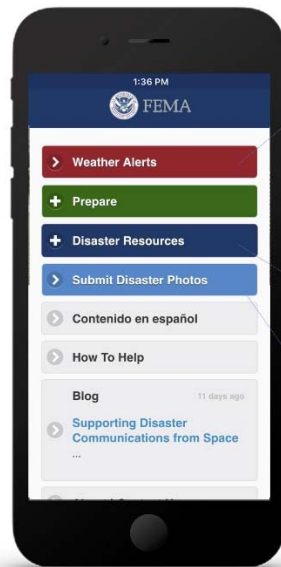 1:36 PM
FEMA
Weather Alerts
Prepare
Disaster Resources
Submit Disaster Photos
Contenido en español
How To Help
Blog
11 days ago
Supporting Disaster
Communications from Space
...